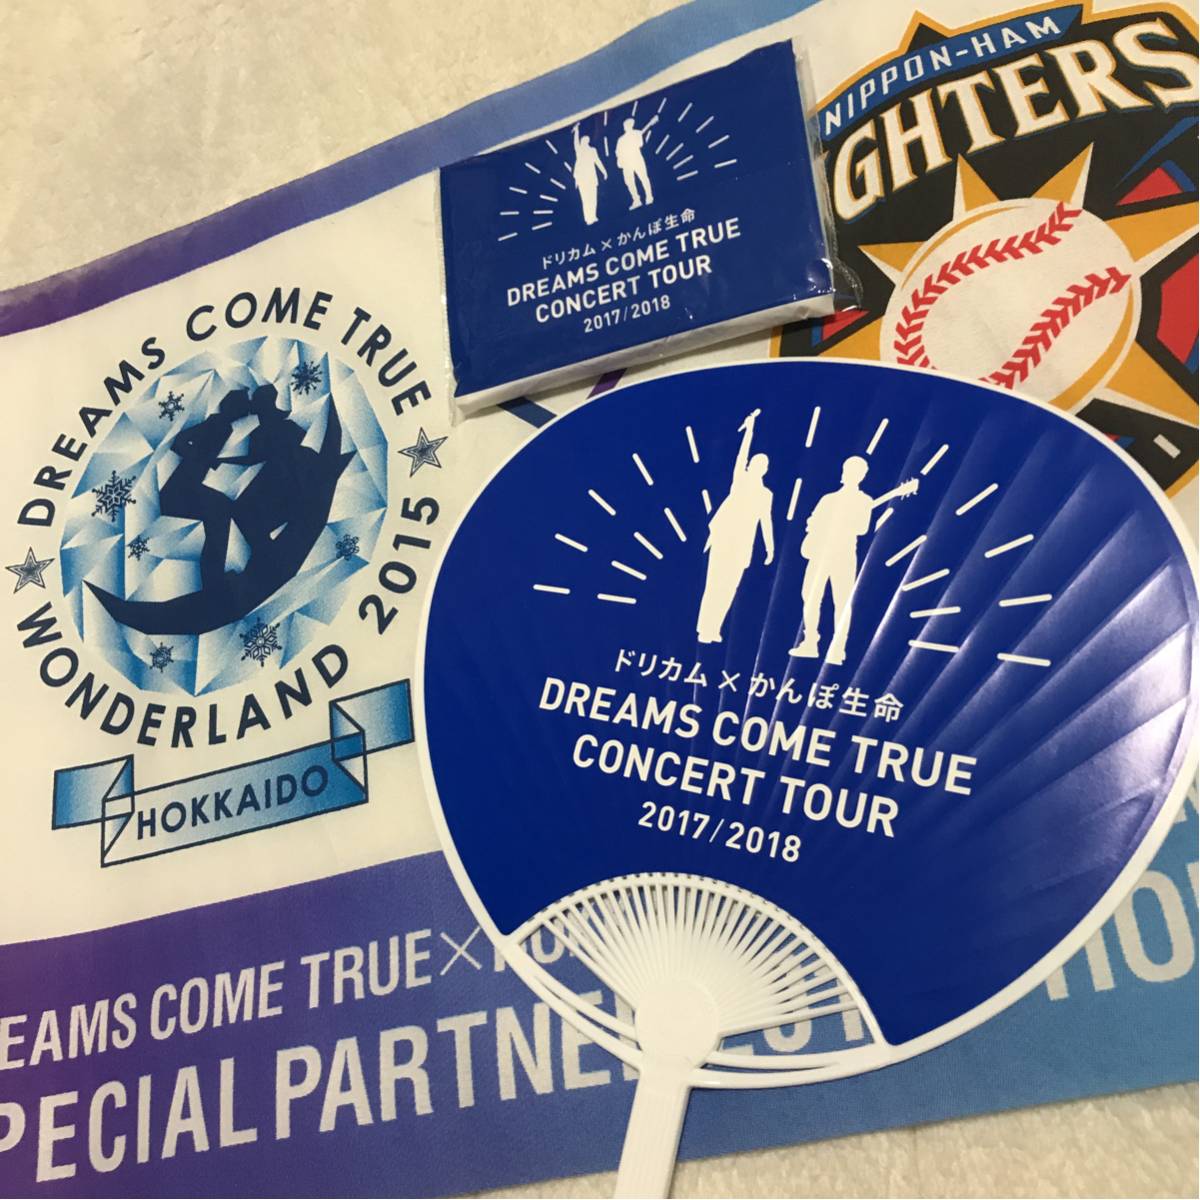 NIPPON-HAM
GHTERS
ドリカム×かんぽ生命
DREAMS COME TRUE
CONCERT TOUR
2017/2018
DREAMS COME TRUE
WONDERLAND 2015
HOKKAIDO
ドリカム×かんぽ生命
DREAMS COME TRUE
CONCERT TOUR
2017/2018
EAMS COME TRUE×HO
PECIAL PARTNE